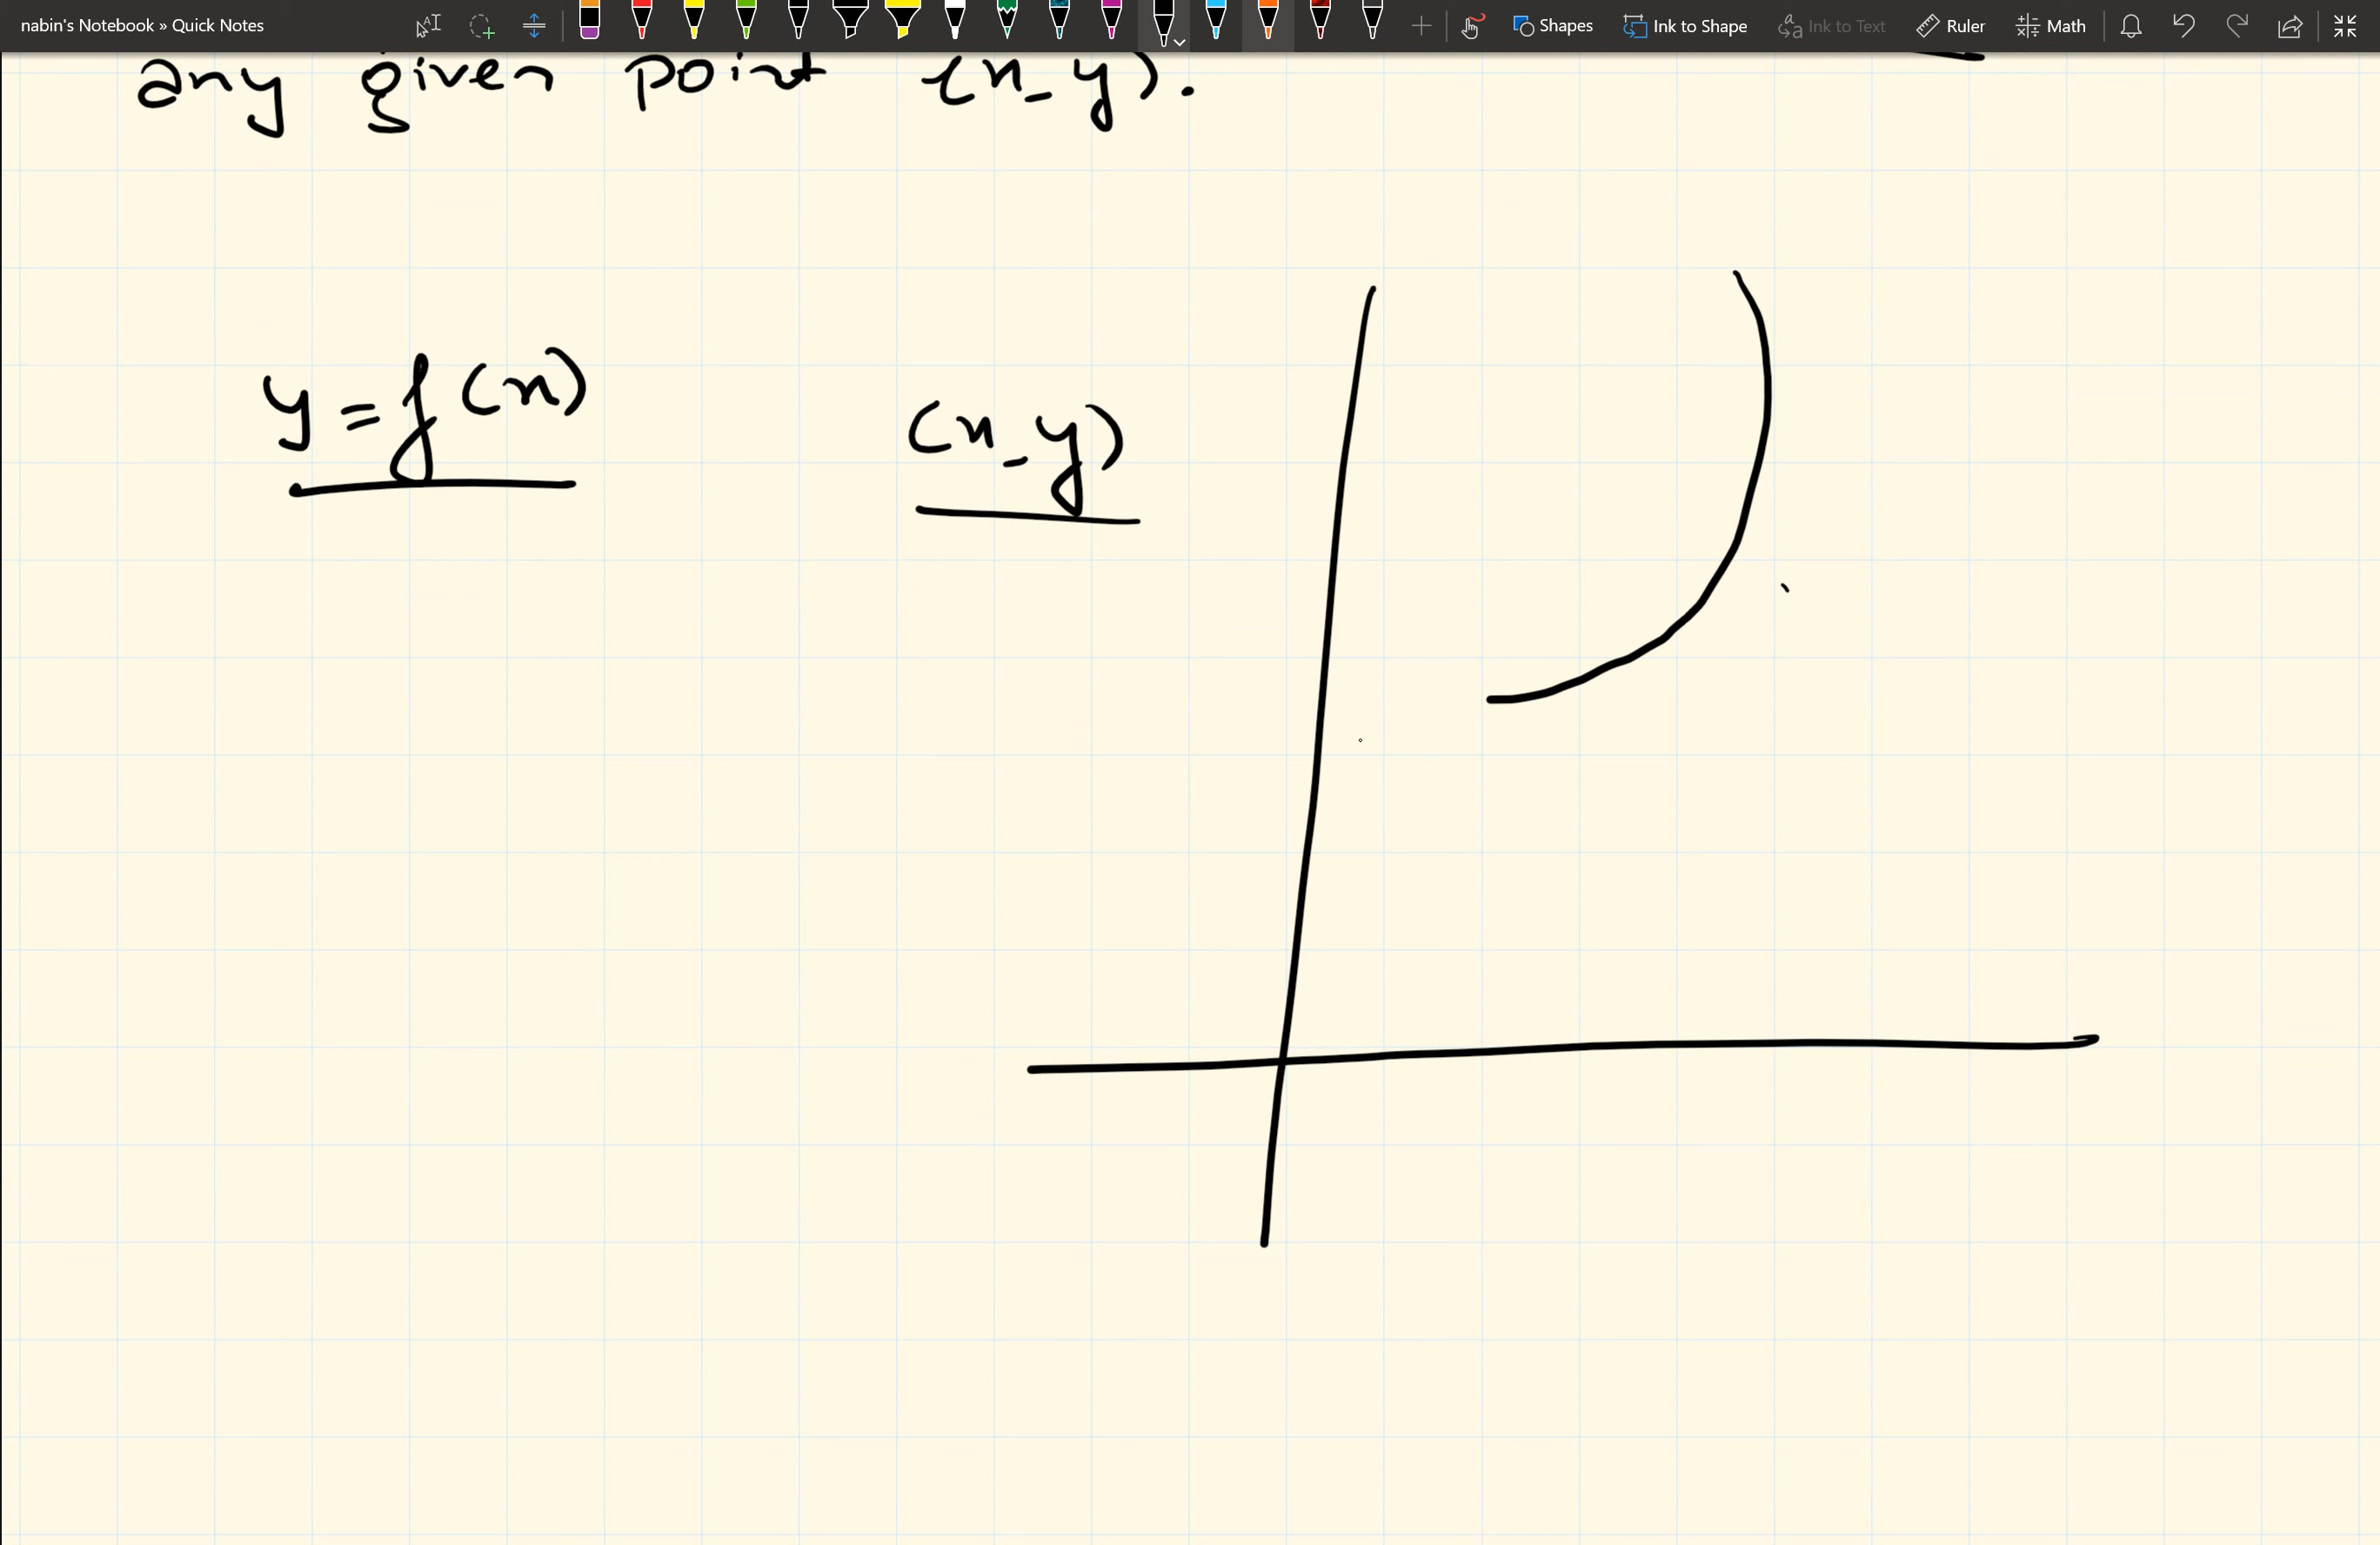 nabin's Notebook » Quick Notes
Shapes
Ink to Shape
Ink to Text
Ruler
Math
any given point (x, y).
y = f(x)
(x, y)